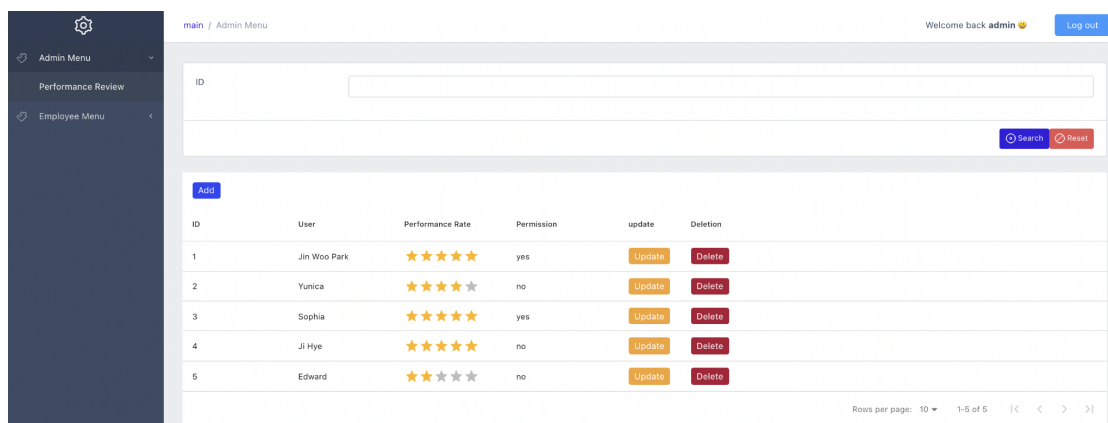 main / Admin Menu
Welcome back admin
Log out
Admin Menu
Performance Review
Employee Menu
ID
Search
Reset
Add
ID User Performance Rate Permission update Deletion
1 Jin Woo Park yes Update Delete
2 Yunica no Update Delete
3 Sophia yes Update Delete
4 Ji Hye no Update Delete
5 Edward no Update Delete
Rows per page: 10 1-5 of 5